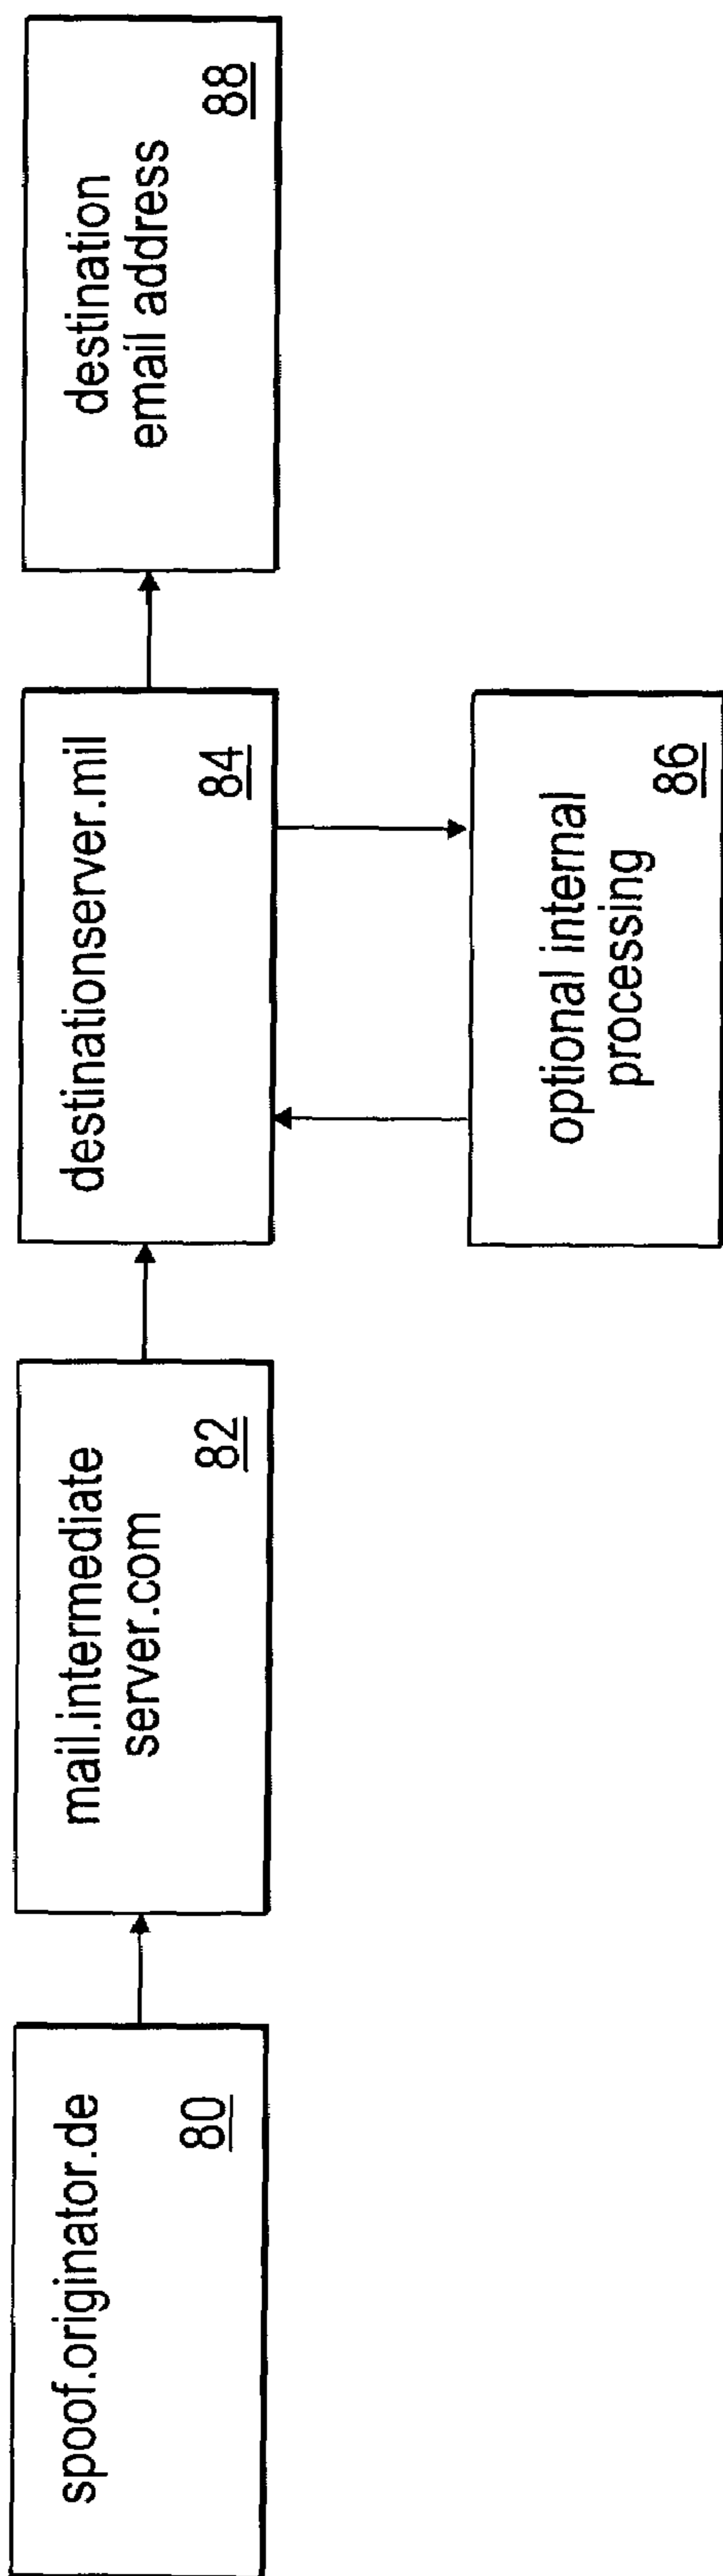 spoof.originator.de
80
mail.intermediate
server.com
82
destinationserver.mil
84
optional internal
processing
86
destination
email address
88